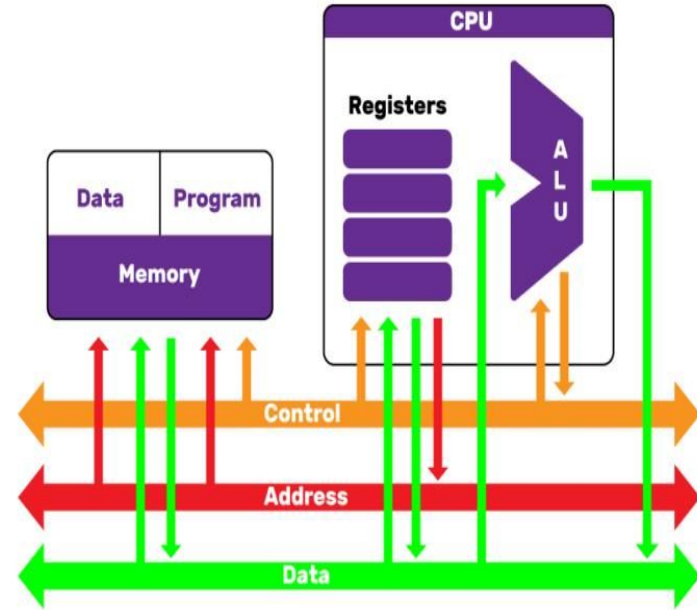 CPU
Registers
A
L
U
Data Program
Memory
Control
Address
Data